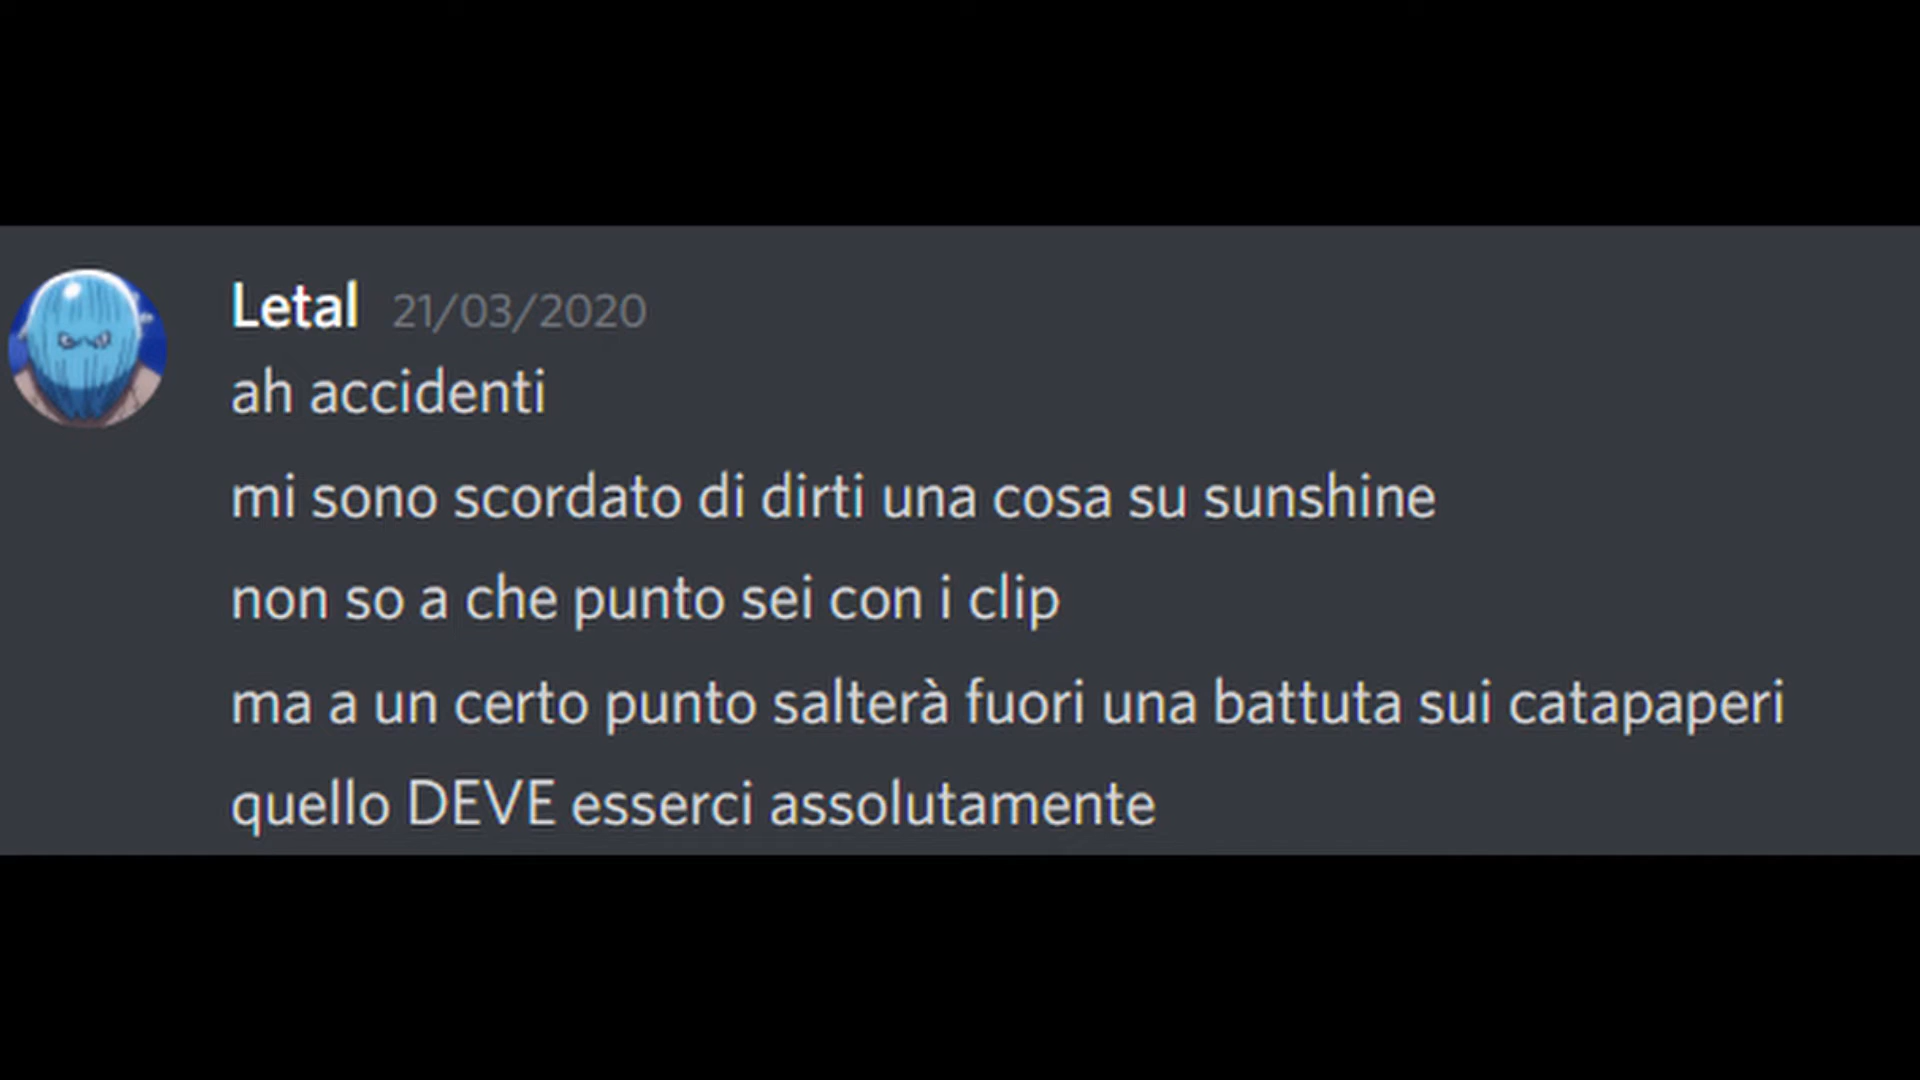 Letal 21/03/2020
ah accidenti
mi sono scordato di dirti una cosa su sunshine
non so a che punto sei con i clip
ma a un certo punto salterà fuori una battuta sui catapaperi
quello DEVE esserci assolutamente